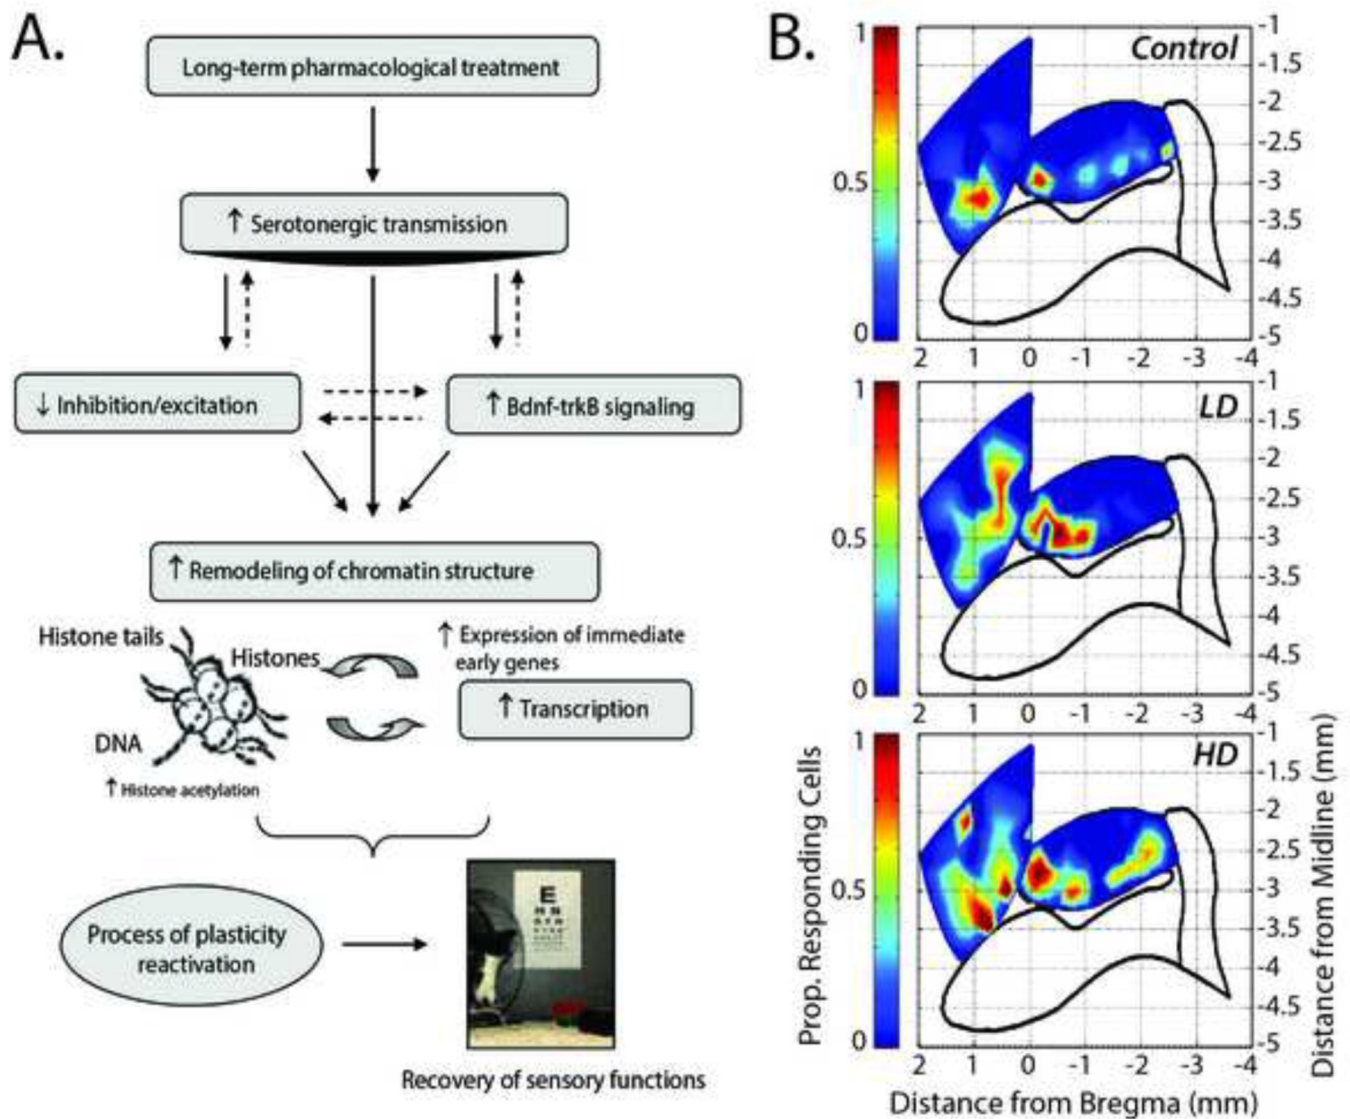 A.
Long-term pharmacological treatment
↑ Serotonergic transmission
↓ Inhibition/excitation
↑ Bdnf-trkB signaling
↑ Remodeling of chromatin structure
Histone tails
Histones
DNA
↑ Histone acetylation
↑ Expression of immediate
early genes
↑ Transcription
Process of plasticity
reactivation
E
Recovery of sensory functions
B.
Control
1
0.5
0
-1
-1.5
-2
-2.5
-3
-3.5
-4
-4.5
-5
2 1 0 -1 -2 -3 -4
LD
1
0.5
0
-1
-1.5
-2
-2.5
-3
-3.5
-4
-4.5
-5
2 1 0 -1 -2 -3 -4
HD
1
0.5
0
-1
-1.5
-2
-2.5
-3
-3.5
-4
-4.5
-5
2 1 0 -1 -2 -3 -4
Prop. Responding Cells
Distance from Midline (mm)
Distance from Bregma (mm)